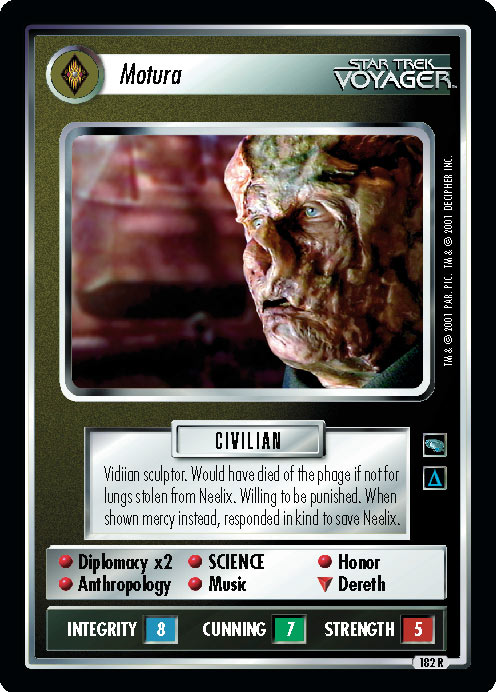 Motura
STAR TREK
VOYAGER
TM & © 2001 PAR. PIC. TM & © 2001 DECIPHER INC.
CIVILIAN
Vidiian sculptor. Would have died of the phage if not for
lungs stolen from Neelix. Willing to be punished. When
shown mercy instead, responded in kind to save Neelix.
Δ
Diplomacy x2 SCIENCE Honor
Anthropology Music Dereth
INTEGRITY 8 CUNNING 7 STRENGTH 5
182 R